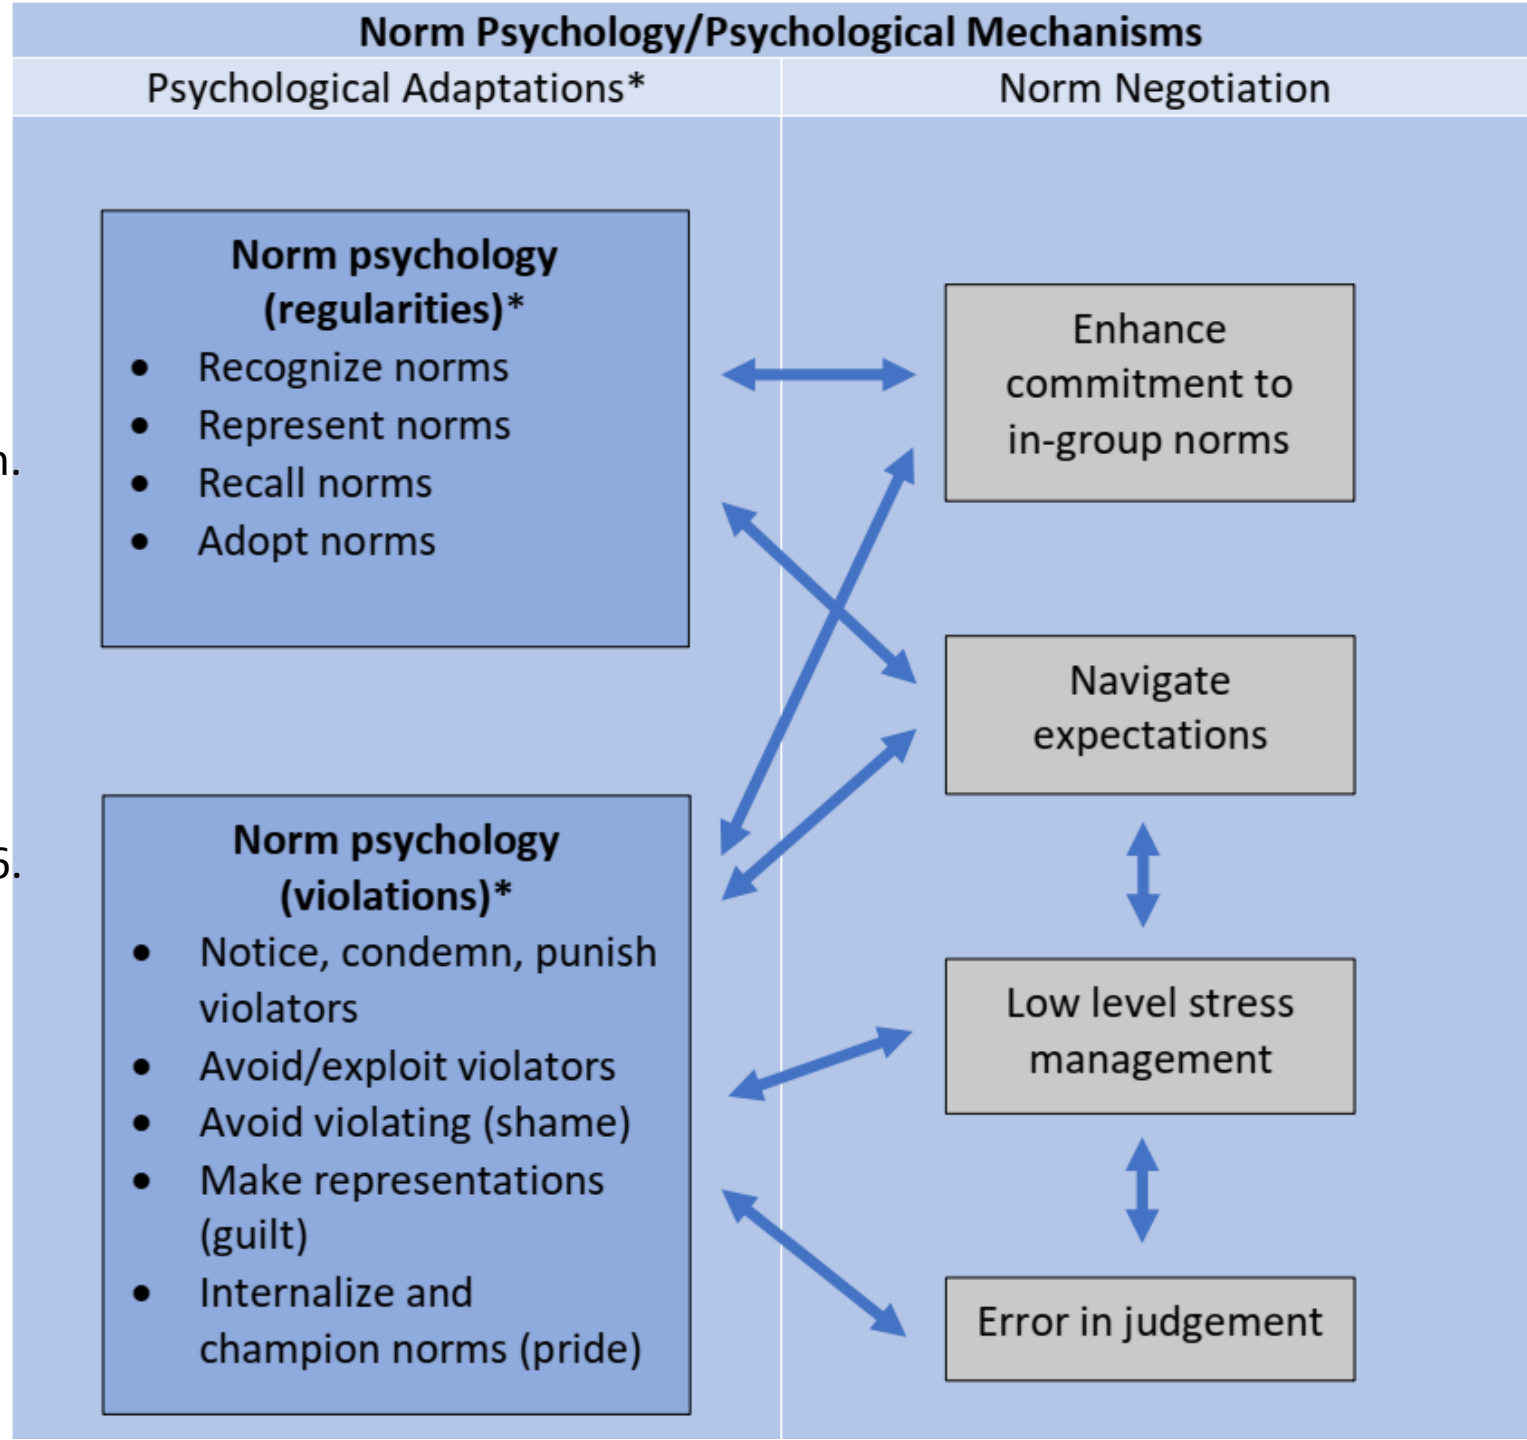 Norm Psychology/Psychological Mechanisms
Psychological Adaptations*
Norm Negotiation
Norm psychology
(regularities)*
• Recognize norms
• Represent norms
• Recall norms
• Adopt norms
n.
Norm psychology
(violations)*
• Notice, condemn, punish
violators
• Avoid/exploit violators
• Avoid violating (shame)
• Make representations
(guilt)
• Internalize and
champion norms (pride)
Enhance
commitment to
in-group norms
Navigate
expectations
Low level stress
management
Error in judgement